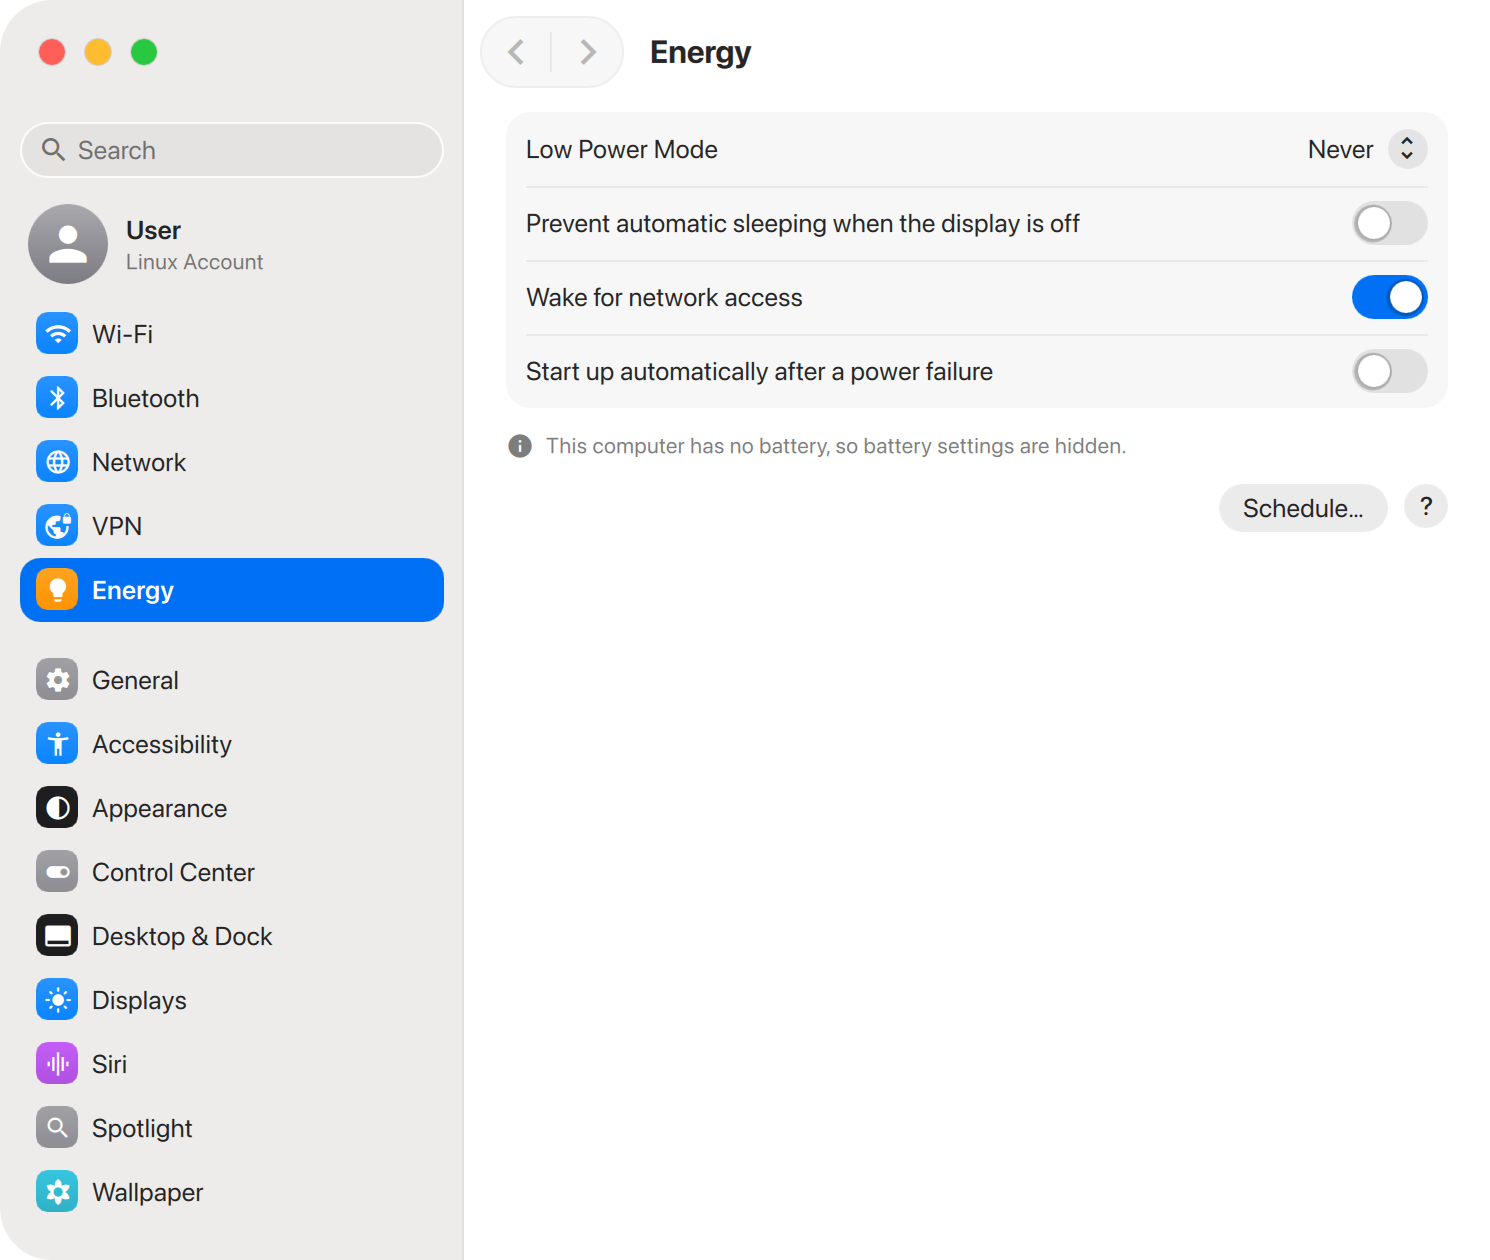 Energy
Search
User
Linux Account
Wi-Fi
Bluetooth
Network
VPN
Energy
General
Accessibility
Appearance
Control Center
Desktop & Dock
Displays
Siri
Spotlight
Wallpaper
Low Power Mode Never
Prevent automatic sleeping when the display is off
Wake for network access
Start up automatically after a power failure
This computer has no battery, so battery settings are hidden.
Schedule... ?